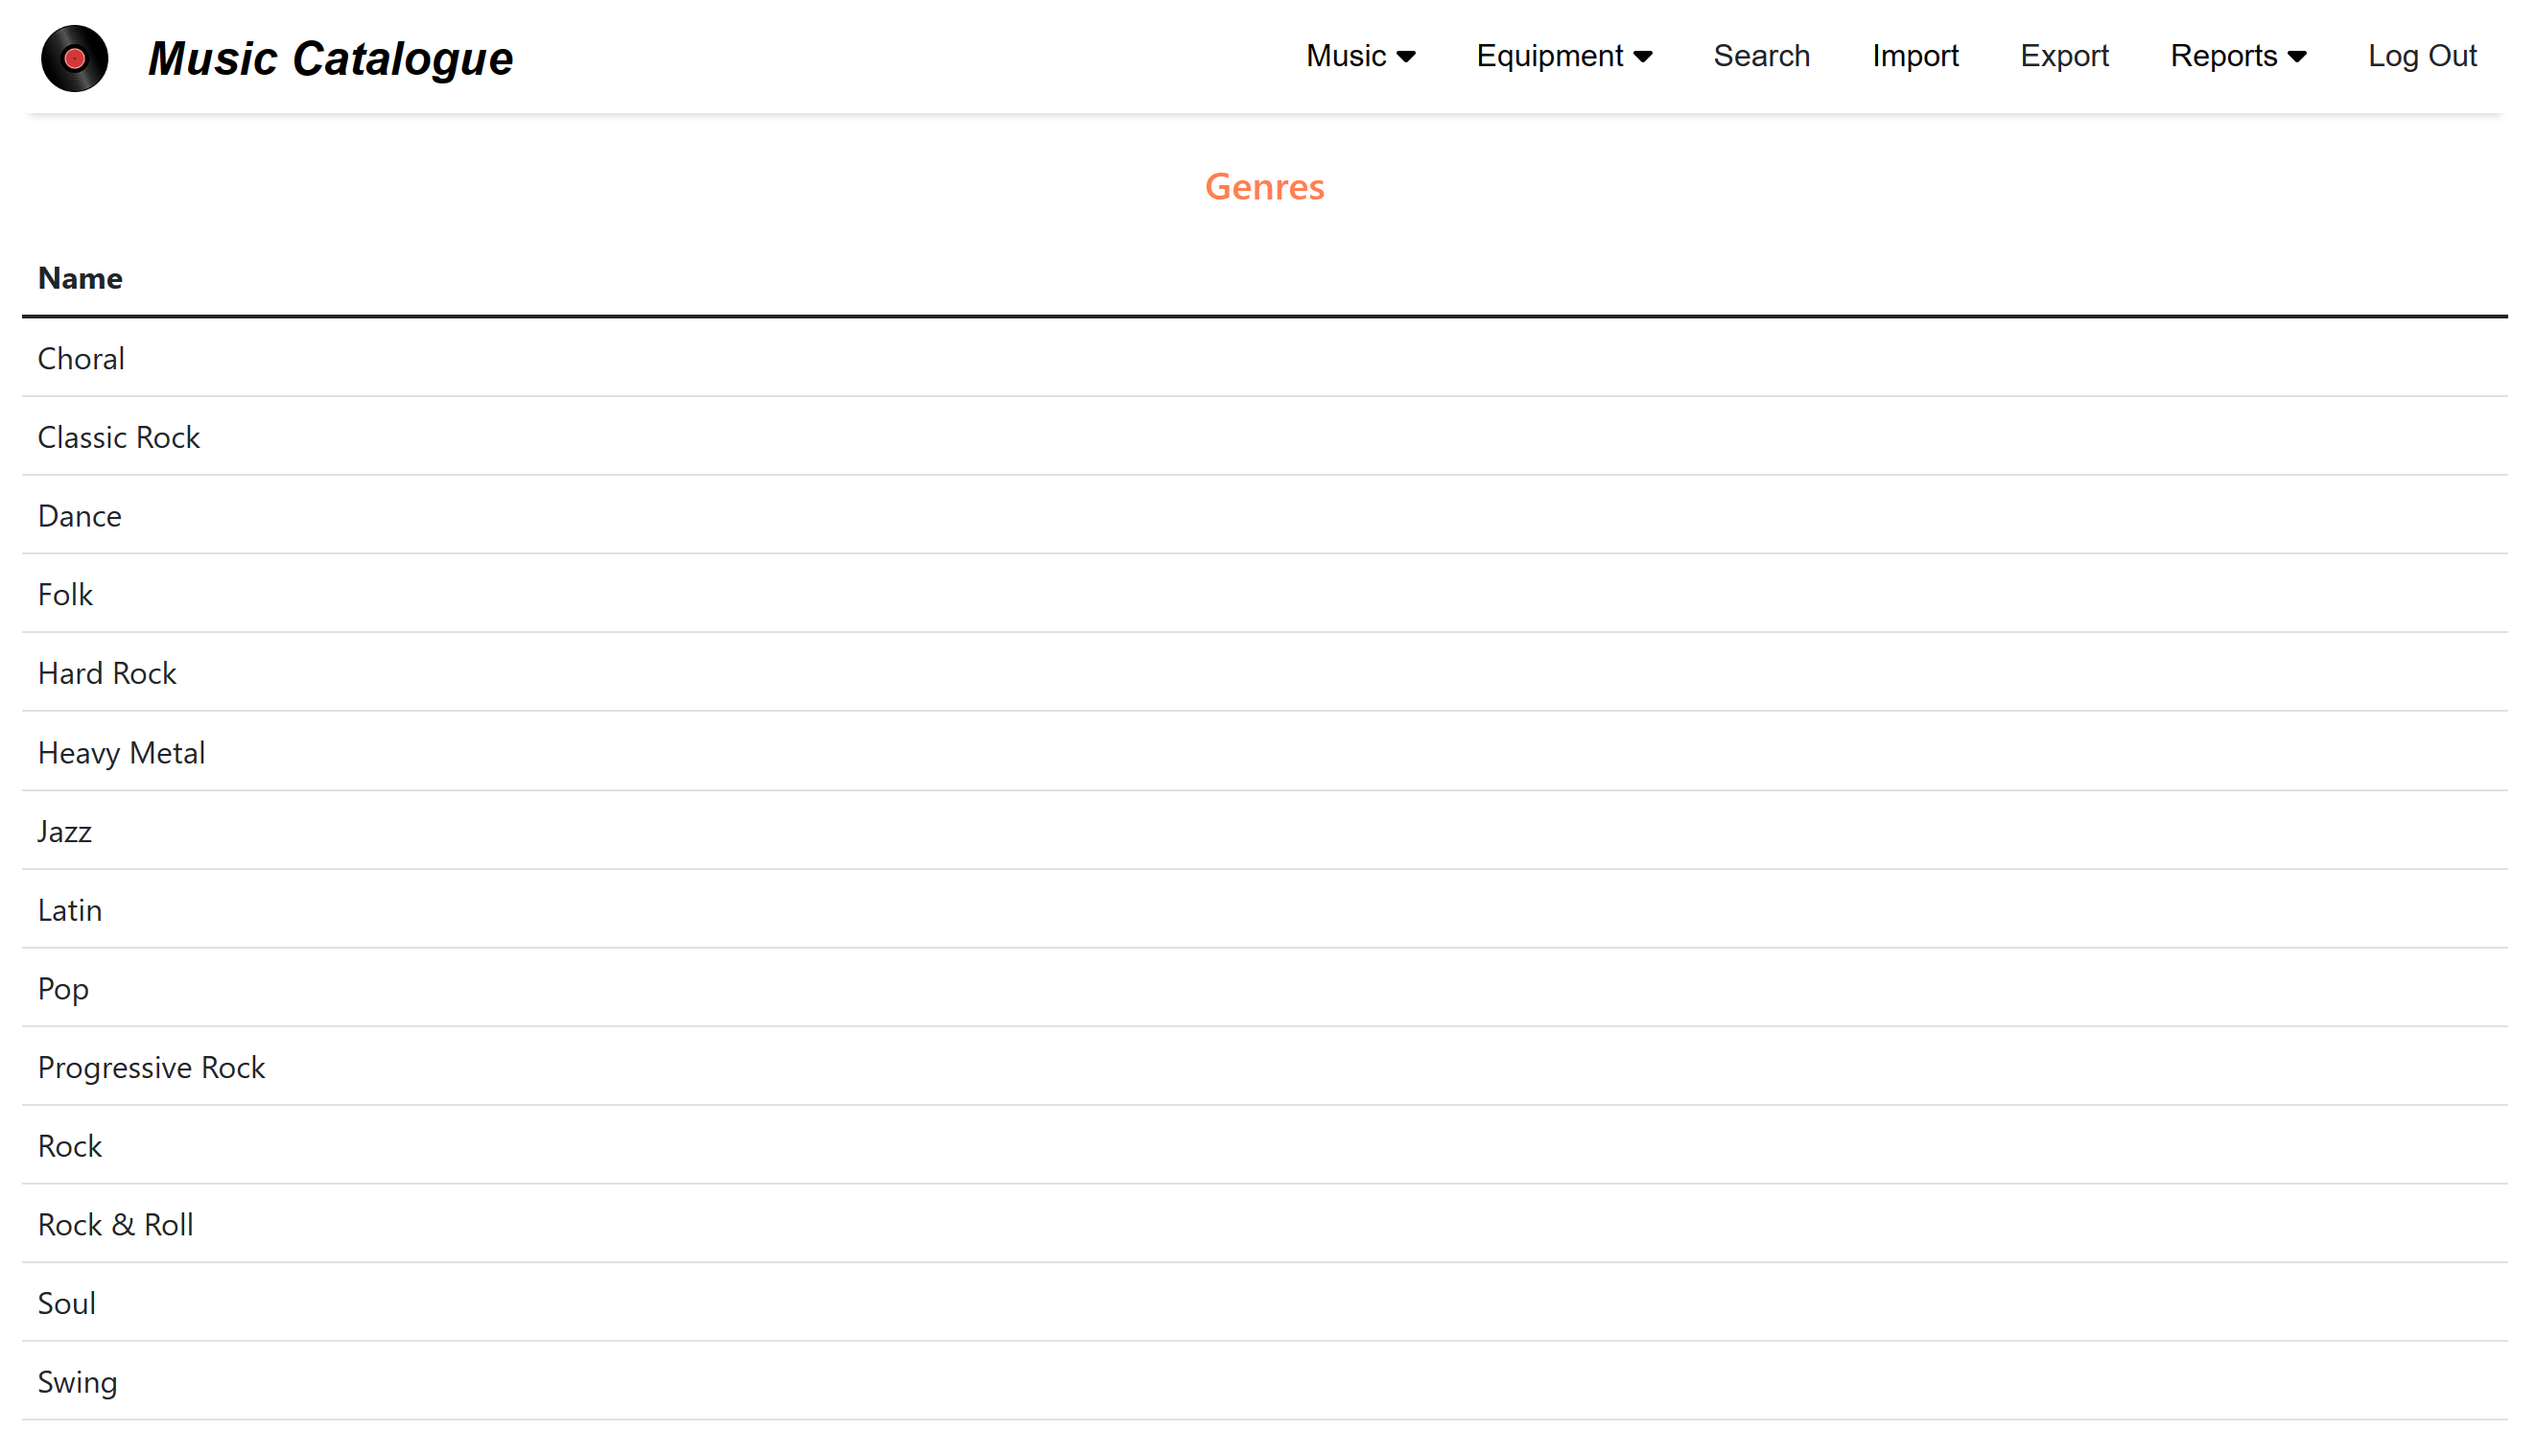 Music Catalogue
Music Equipment Search Import Export Reports Log Out
Genres
Name
Choral
Classic Rock
Dance
Folk
Hard Rock
Heavy Metal
Jazz
Latin
Pop
Progressive Rock
Rock
Rock & Roll
Soul
Swing